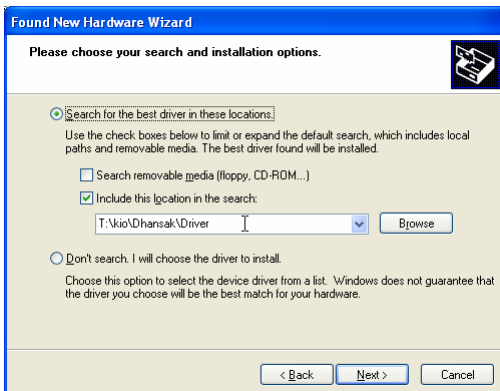 Found New Hardware Wizard
Please choose your search and installation options.
Search for the best driver in these locations.
Use the check boxes below to limit or expand the default search, which includes local
paths and removable media. The best driver found will be installed.
Search removable media (floppy, CD-ROM...)
Include this location in the search:
T:\kio\Dhansak\Driver
Browse
Don't search. I will choose the driver to install.
Choose this option to select the device driver from a list. Windows does not guarantee that
the driver you choose will be the best match for your hardware.
< Back
Next >
Cancel